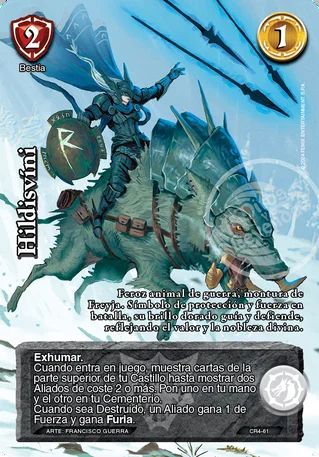 2
1
Bestia
Hildisvíni
Feroz animal de guerra, montura de
Freyja. Símbolo de protección y fuerza en
batalla, su brillo dorado guía y defiende,
reflejando el valor y la nobleza divina.
Exhumar.
Cuando entra en juego, muestra cartas de la
parte superior de tu Castillo hasta mostrar dos
Aliados de coste 2 o más. Pon uno en tu mano
y el otro en tu Cementerio.
Cuando sea Destruido, un Aliado gana 1 de
Fuerza y gana Furia.
ARTE: FRANCISCO GUERRA
CR4-61